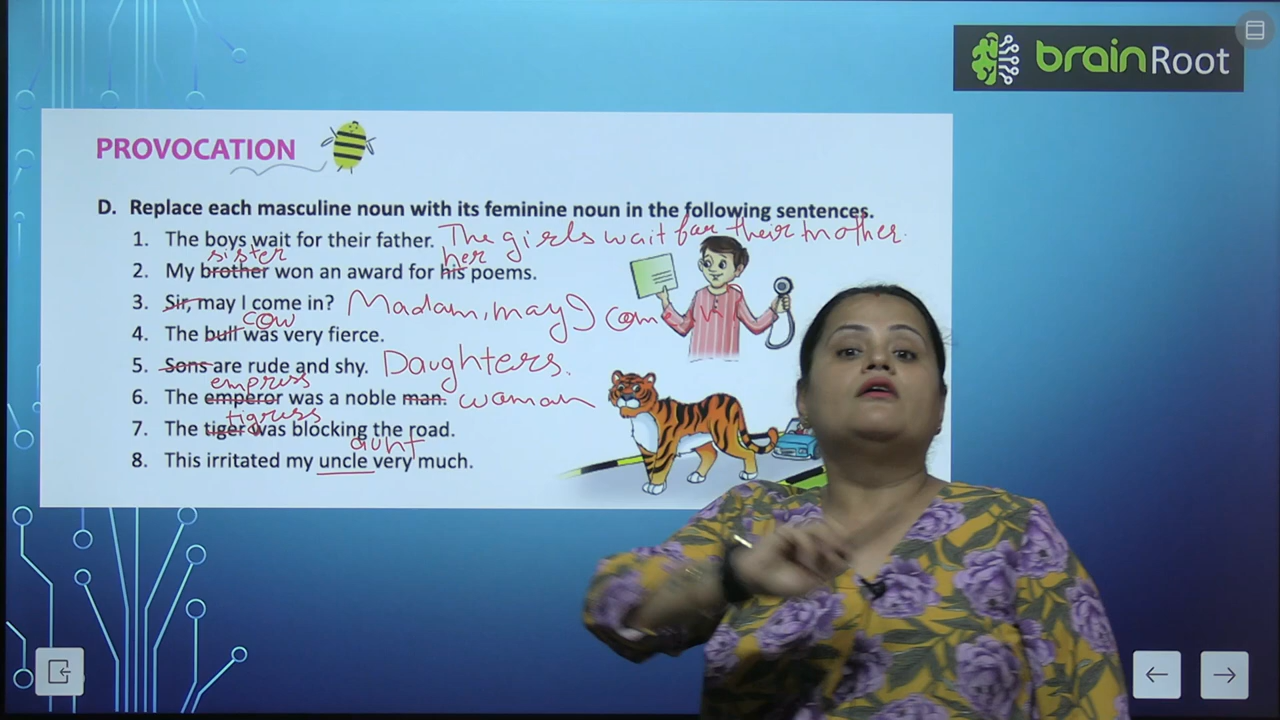 brainRoot
PROVOCATION
D. Replace each masculine noun with its feminine noun in the following sentences.
1. The boys wait for their father. The girls wait for their mother.
sister her
2. My brother won an award for his poems.
3. Sir, may I come in? Madam, may I come in
cow
4. The bull was very fierce.
5. Sons are rude and shy. Daughters.
empress
6. The emperor was a noble man. woman
tigress
7. The tiger was blocking the road.
aunt
8. This irritated my uncle very much.